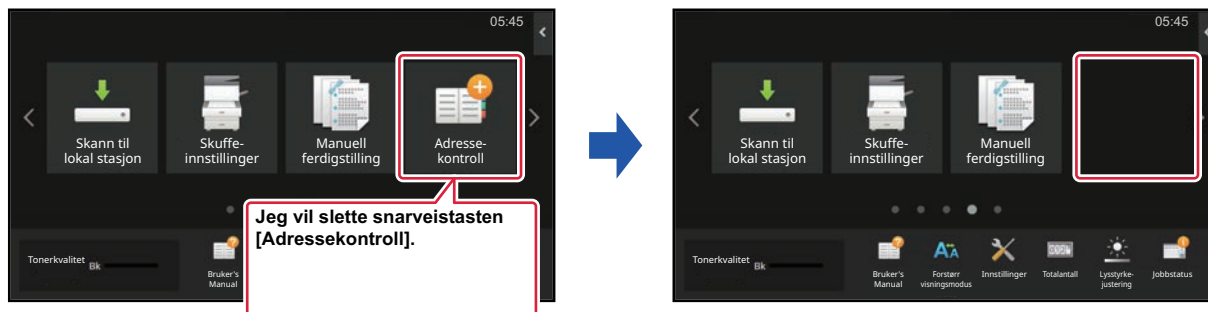 05:45
Skann til
lokal stasjon
Skuffe-
innstillinger
Manuell
ferdigstilling
Adresse-
kontroll
Jeg vil slette snarveistasten
[Adressekontroll].
Tonerkvalitet
Bk
Bruker's
Manual
05:45
Skann til
lokal stasjon
Skuffe-
innstillinger
Manuell
ferdigstilling
Tonerkvalitet
Bk
Bruker's
Manual
Forstørr
visningsmodus
Innstillinger
Totalantall
Lysstyrke-
justering
Jobbstatus